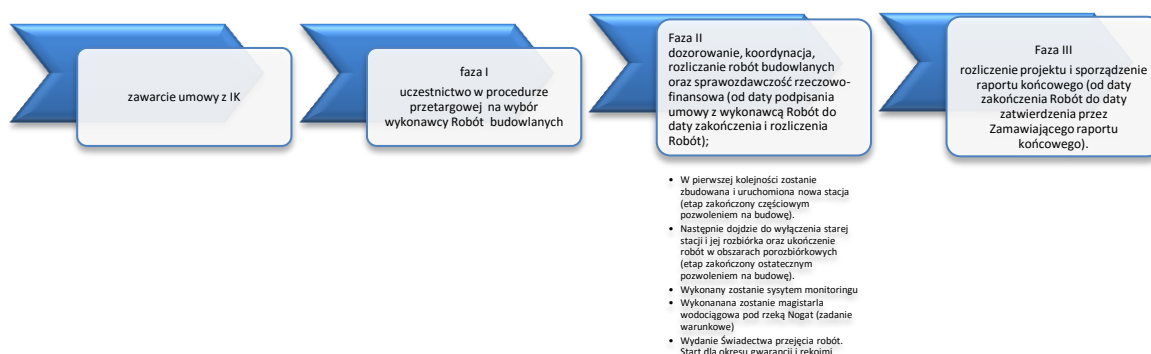 zawarcie umowy z IK
faza I
uczestnictwo w procedurze
przetargowej na wybór
wykonawcy Robót budowlanych
Faza II
dozorowanie, koordynacja,
rozliczanie robót budowlanych
oraz sprawozdawczość rzeczowo-
finansowa (od daty podpisania
umowy z wykonawcą Robót do
daty zakończenia i rozliczenia
Robót);
• W pierwszej kolejności zostanie
zbudowana i uruchomiona nowa stacja
(etap zakończony częściowym
pozwoleniem na budowę).
• Następnie dojdzie do wyłączenia starej
stacji i jej rozbiórka oraz ukończenie
robót w obszarach porozbiórkowych
(etap zakończony ostatecznym
pozwoleniem na budowę).
• Wykonany zostanie sysytem monitoringu
• Wykonanana zostanie magistarla
wodociągowa pod rzeką Nogat (zadanie
warunkowe)
• Wydanie Świadectwa przejęcia robót.
Start dla okresu gwarancji i rękojmi
Faza III
rozliczenie projektu i sporządzenie
raportu końcowego (od daty
zakończenia Robót do daty
zatwierdzenia przez
Zamawiającego raportu
końcowego).